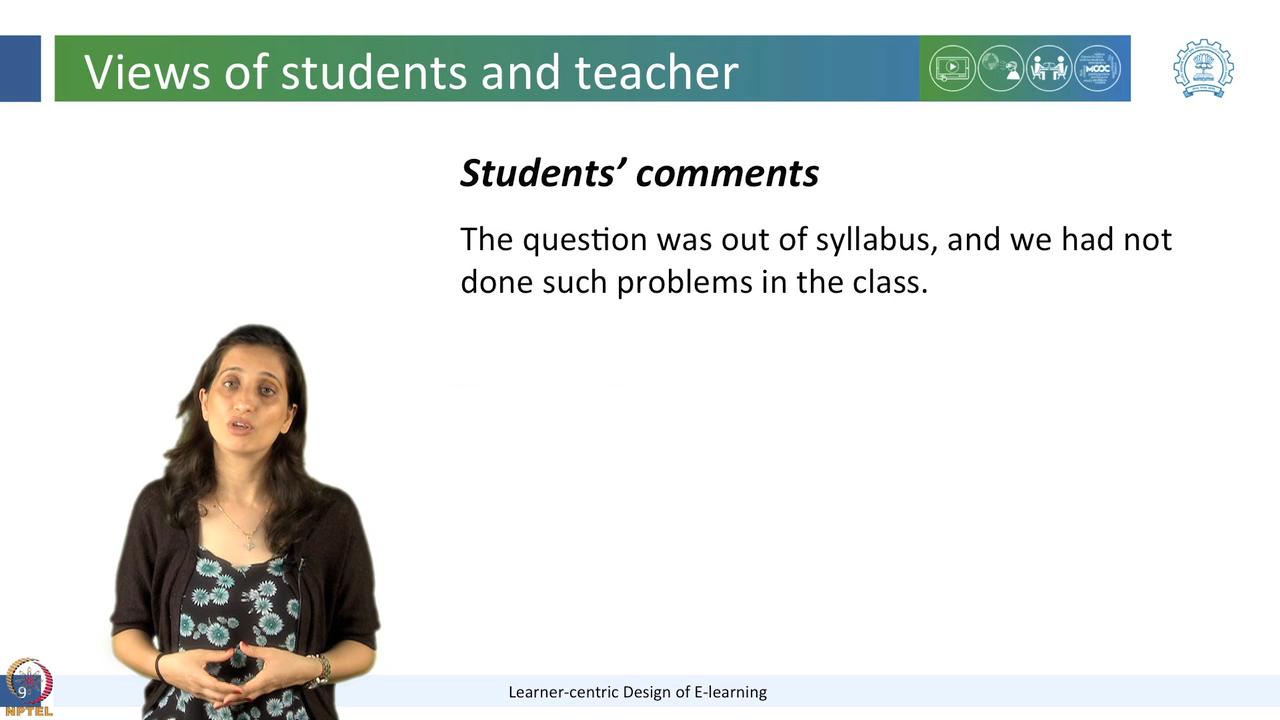 Views of students and teacher
MOOC
Students’ comments
The question was out of syllabus, and we had not
done such problems in the class.
9
NPTEL
Learner-centric Design of E-learning